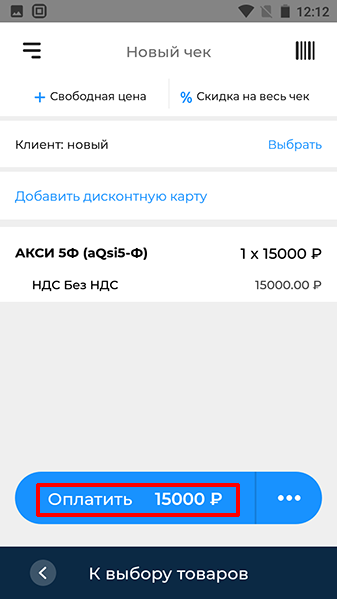 12:12
Новый чек
+ Свободная цена % Скидка на весь чек
Клиент: новый Выбрать
Добавить дисконтную карту
АКСИ 5Ф (aQsi5-Ф) 1 x 15000 ₽
НДС Без НДС 15000.00 ₽
Оплатить 15000 ₽
К выбору товаров